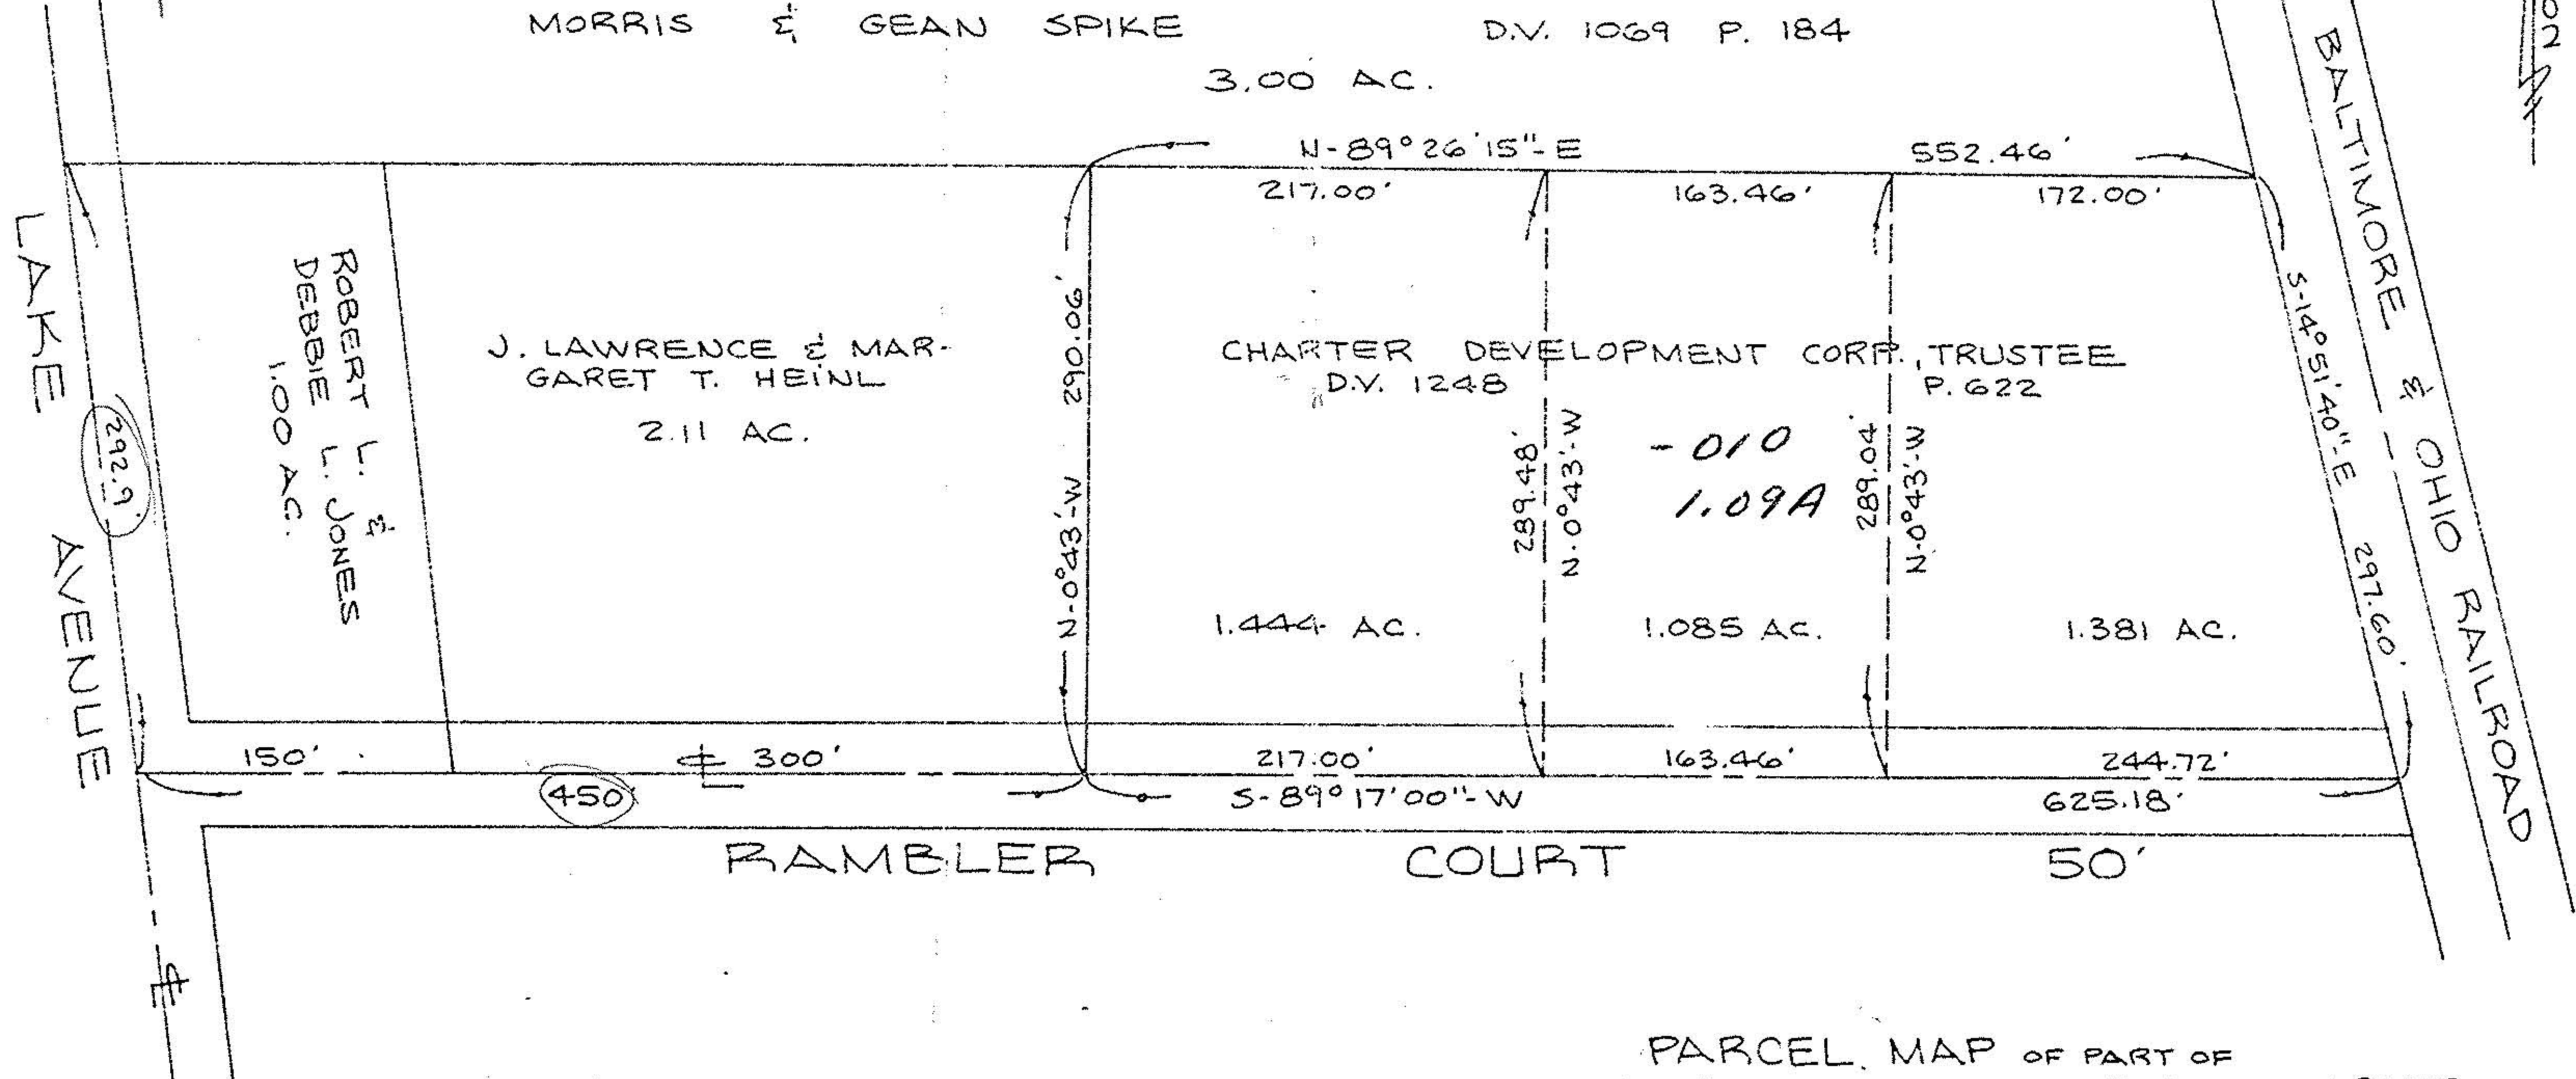 MORRIS & GEAN SPIKE D.V. 1069 P. 184
3.00 AC.
N-89°26'15"-E 552.46'
217.00' 163.46' 172.00'
LAKE AVENUE
292.9'
ROBERT L. &
DEBBIE L. JONES
1.00 AC.
J. LAWRENCE & MAR-
GARET T. HEINL
2.11 AC.
N-0°43'-W 290.06'
CHARTER DEVELOPMENT CORP., TRUSTEE
D.V. 1248 P. 622
-010
1.09A
289.48'
N-0°43'-W
289.04'
N-0°43'-W
1.444 AC. 1.085 AC. 1.381 AC.
S-14°51'40"-E 297.60'
BALTIMORE & OHIO RAILROAD
02
150' ℄ 300' 217.00' 163.46' 244.72'
450' S-89°17'00"-W 625.18'
RAMBLER COURT 50'
℄
PARCEL MAP OF PART OF